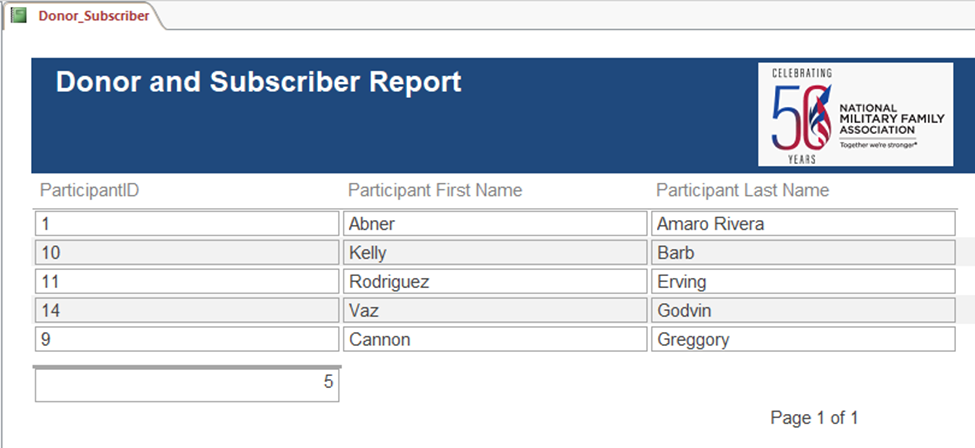 Donor_Subscriber
Donor and Subscriber Report
CELEBRATING
50
YEARS
NATIONAL
MILITARY FAMILY
ASSOCIATION
Together we're stronger®
ParticipantID Participant First Name Participant Last Name
1 Abner Amaro Rivera
10 Kelly Barb
11 Rodriguez Erving
14 Vaz Godvin
9 Cannon Greggory
5
Page 1 of 1